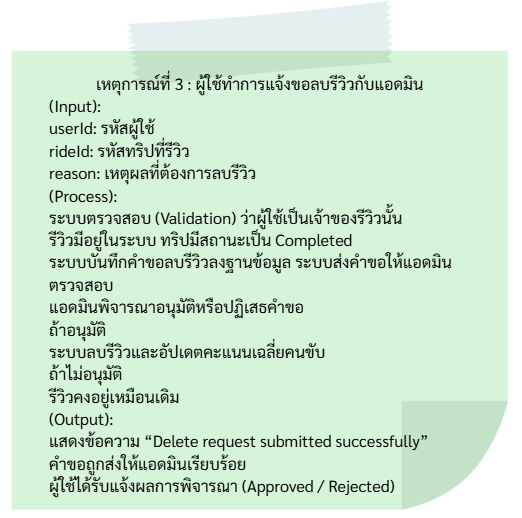 เหตุการณ์ที่ 3 : ผู้ใช้ทำการแจ้งขอลบรีวิวกับแอดมิน
(Input):
userId: รหัสผู้ใช้
rideId: รหัสทริปที่รีวิว
reason: เหตุผลที่ต้องการลบรีวิว
(Process):
ระบบตรวจสอบ (Validation) ว่าผู้ใช้เป็นเจ้าของรีวิวนั้น
รีวิวมีอยู่ในระบบ ทริปมีสถานะเป็น Completed
ระบบบันทึกคำขอลบรีวิวลงฐานข้อมูล ระบบส่งคำขอให้แอดมิน
ตรวจสอบ
แอดมินพิจารณาอนุมัติหรือปฏิเสธคำขอ
ถ้าอนุมัติ
ระบบลบรีวิวและอัปเดตคะแนนเฉลี่ยคนขับ
ถ้าไม่อนุมัติ
รีวิวคงอยู่เหมือนเดิม
(Output):
แสดงข้อความ “Delete request submitted successfully”
คำขอถูกส่งให้แอดมินเรียบร้อย
ผู้ใช้ได้รับแจ้งผลการพิจารณา (Approved / Rejected)